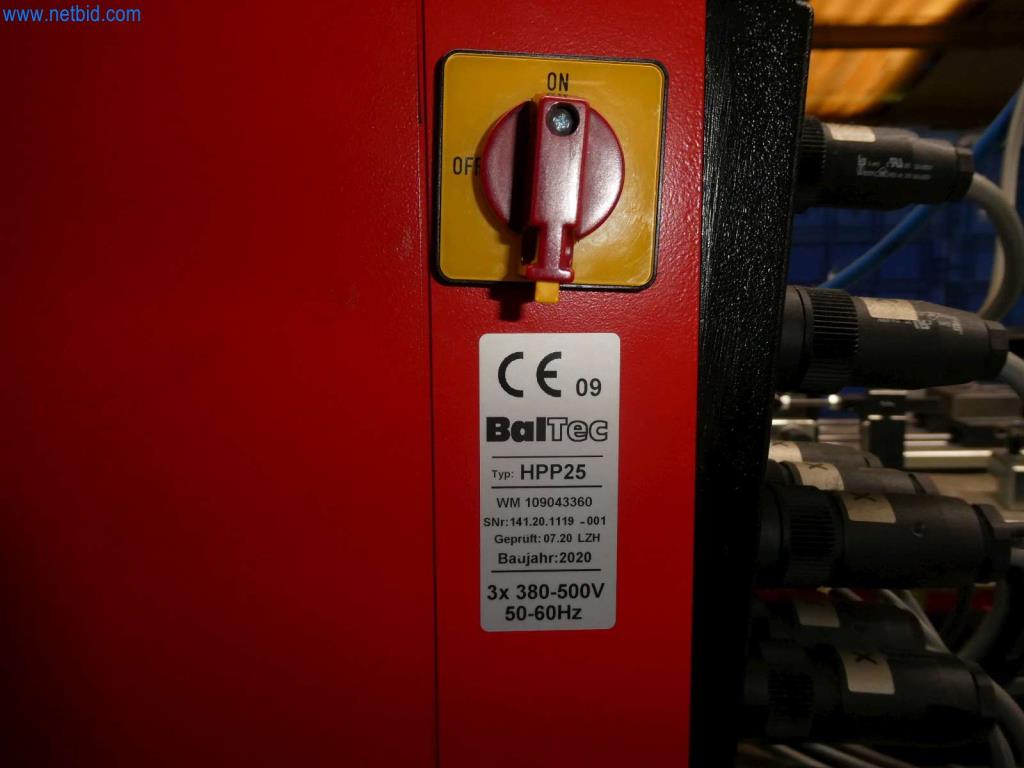 www.netbid.com
ON
OFF
CE 09
BalTec
Typ: HPP25
WM 109043360
SNr:141.20.1119 -001
Geprüft: 07.20 LZH
Baujahr:2020
3x 380-500V
50-60Hz